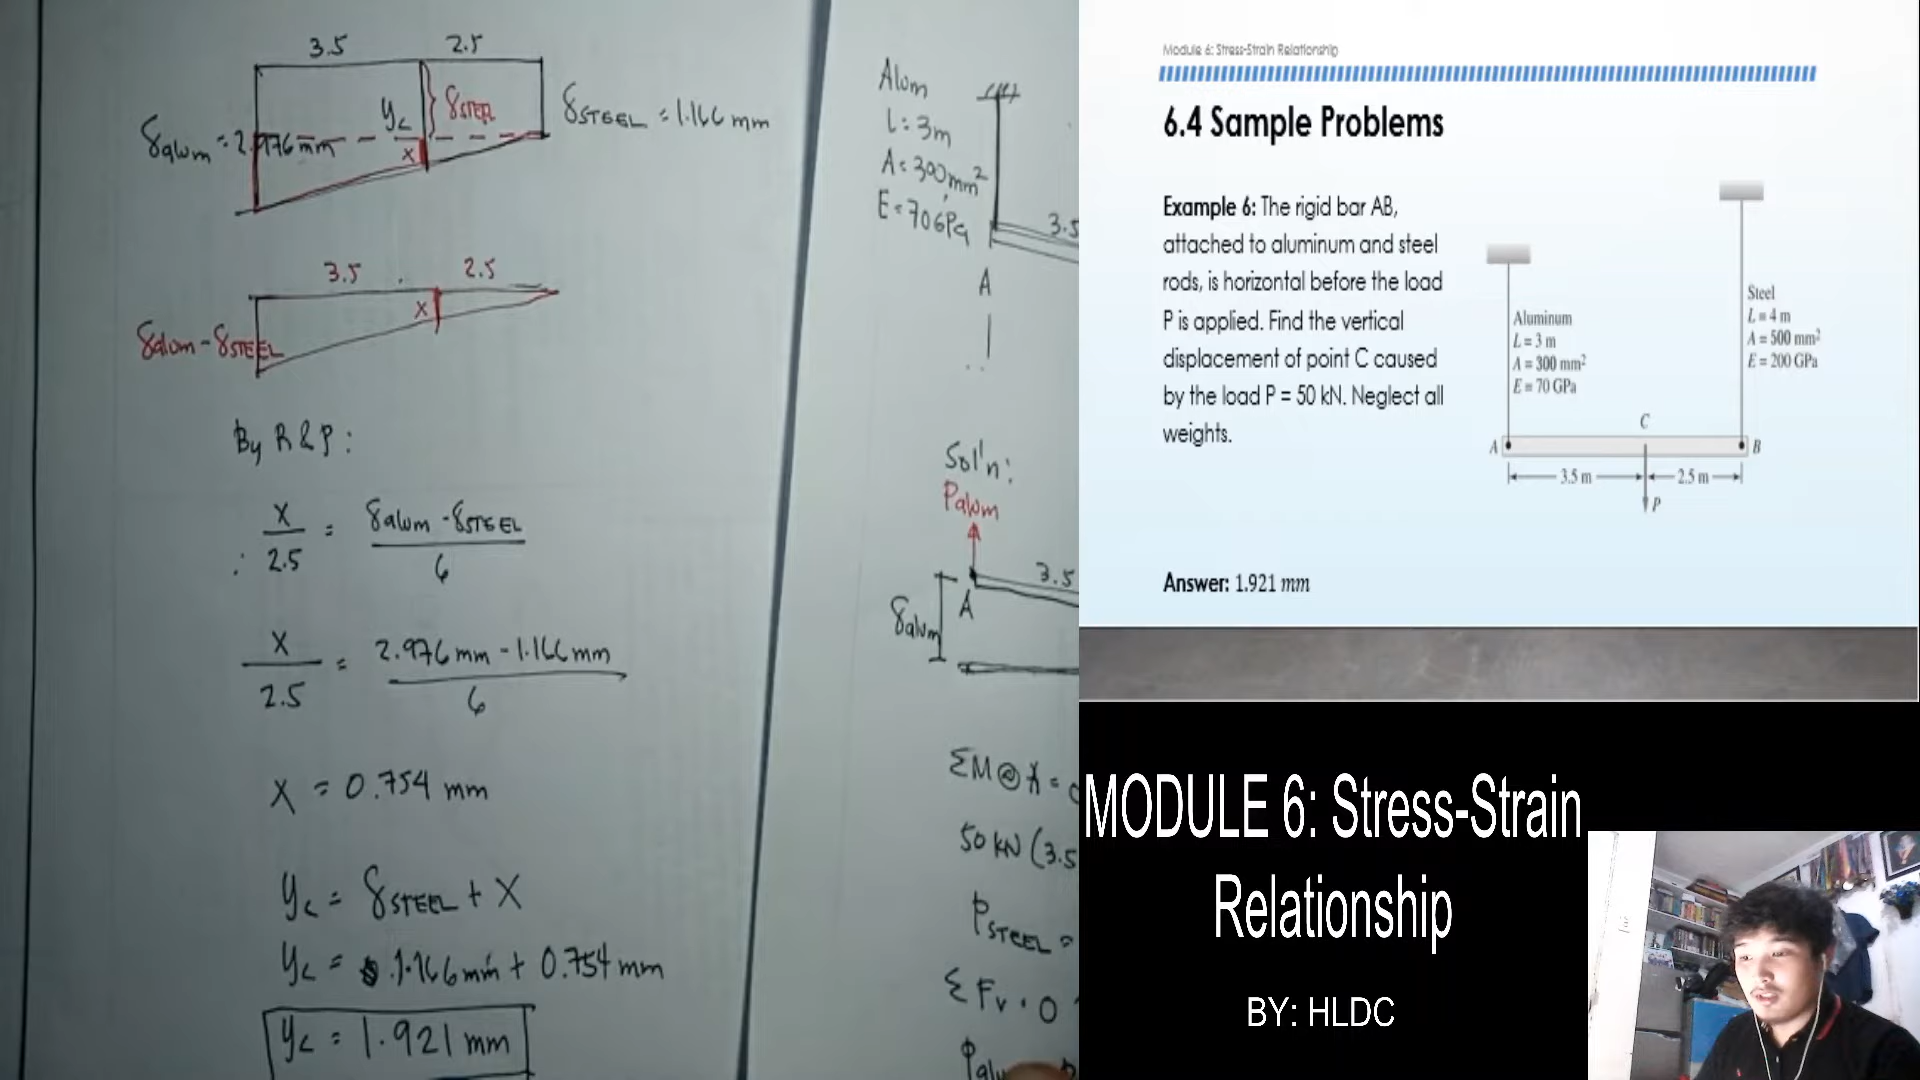 3.5 2.5
δalum = 2.976mm yc } δSTEEL δSTEEL = 1.166 mm
x
3.5 2.5
x
δalum - δSTEEL
By R & P:
x/2.5 = δalum - δSTEEL/6
x/2.5 = 2.976 mm - 1.166 mm/6
x = 0.754 mm
yc = δSTEEL + x
yc = 1.166 mm + 0.754 mm
yc = 1.921 mm
Alum
L = 3m
A = 300mm²
E = 70GPa
3.5
A
Sol'n:
Palum
3.5
A
δalum
ΣM@A = 0
50 kN (3.5
PSTEEL =
ΣFv = 0
Palum
Module 6: Stress-Strain Relationship
6.4 Sample Problems
Example 6: The rigid bar AB,
attached to aluminum and steel
rods, is horizontal before the load
P is applied. Find the vertical
displacement of point C caused
by the load P = 50 kN. Neglect all
weights.
Aluminum
L = 3 m
A = 300 mm²
E = 70 GPa
Steel
L = 4 m
A = 500 mm²
E = 200 GPa
C
A B
3.5 m 2.5 m
P
Answer: 1.921 mm
MODULE 6: Stress-Strain
Relationship
BY: HLDC